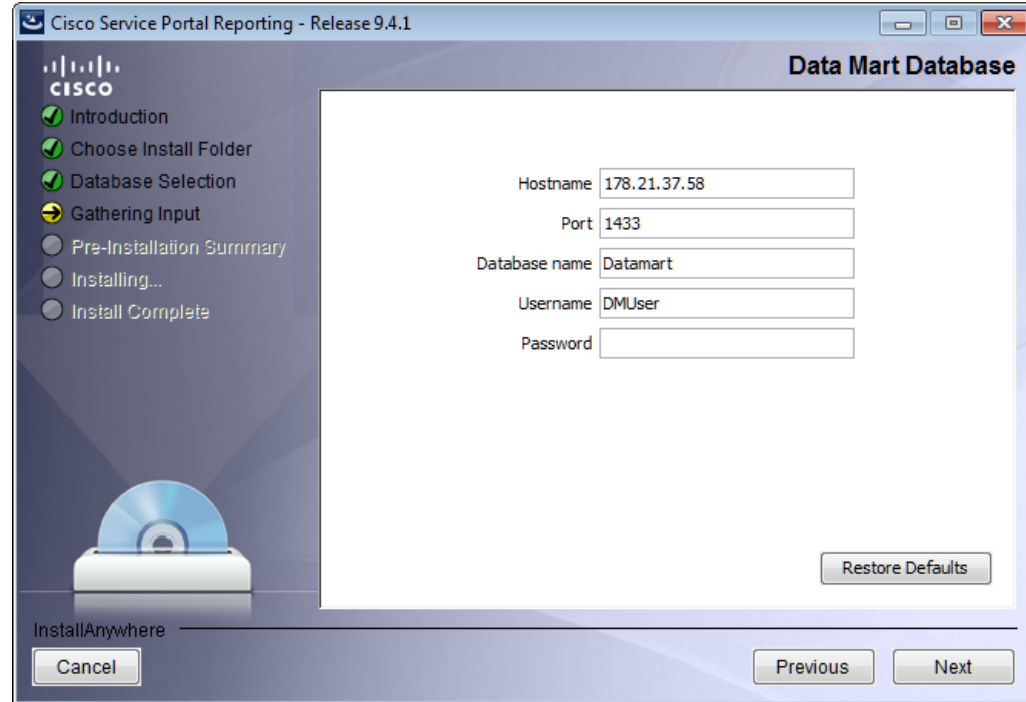 Cisco Service Portal Reporting - Release 9.4.1
CISCO
Data Mart Database
Introduction
Choose Install Folder
Database Selection
Gathering Input
Pre-Installation Summary
Installing...
Install Complete
Hostname 178.21.37.58
Port 1433
Database name Datamart
Username DMUser
Password
Restore Defaults
InstallAnywhere
Cancel
Previous
Next